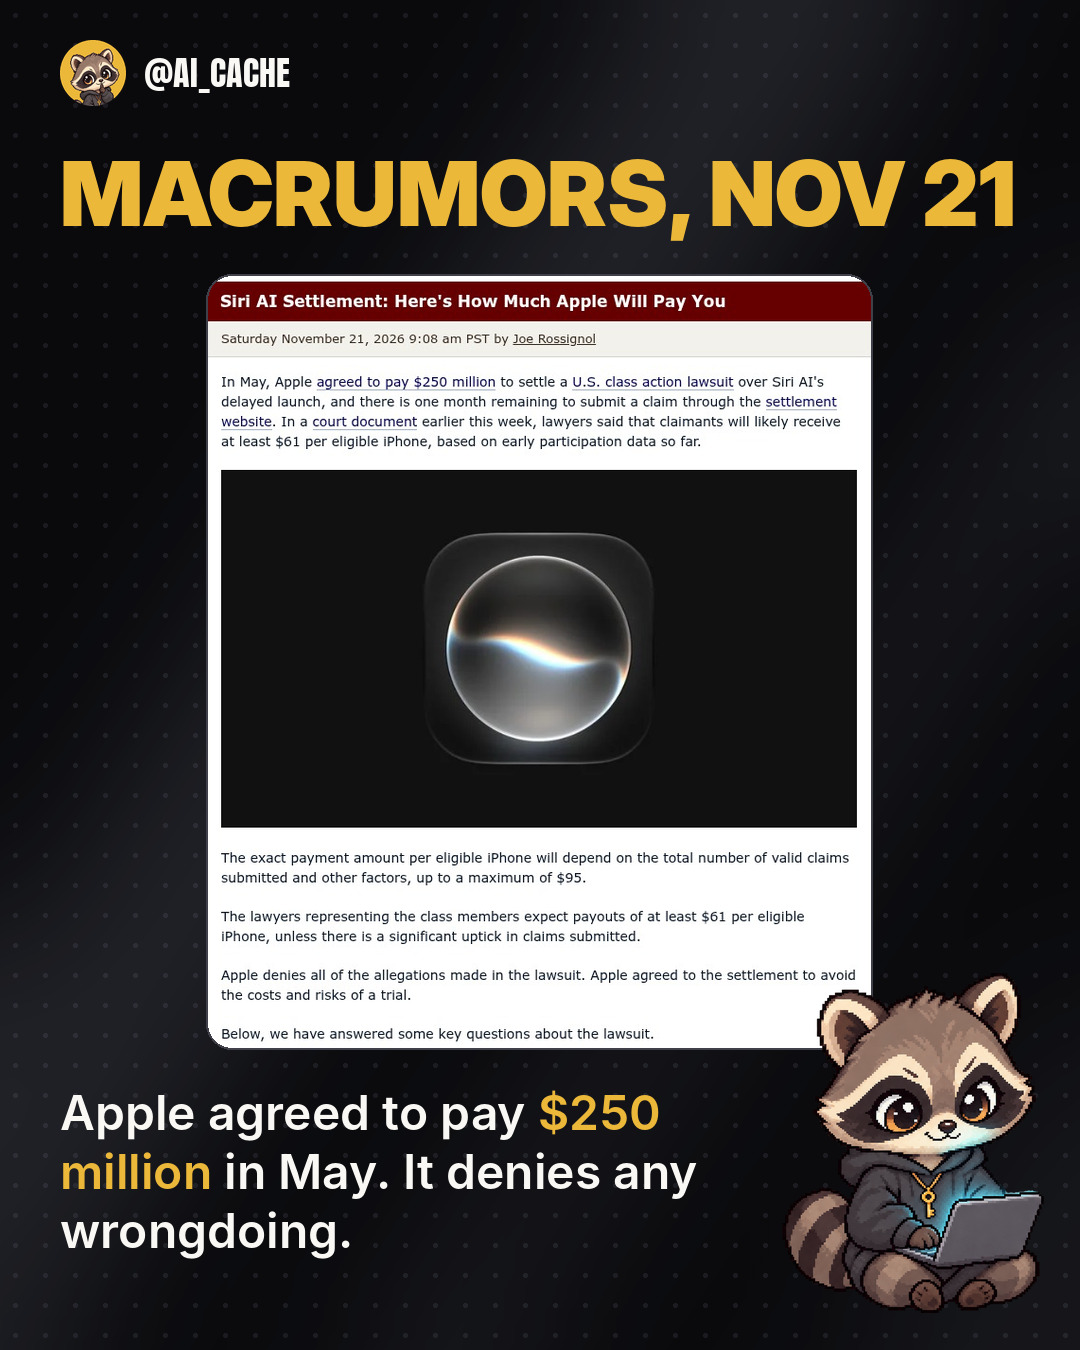 @AI_CACHE
MACRUMORS, NOV 21
Siri AI Settlement: Here's How Much Apple Will Pay You
Saturday November 21, 2026 9:08 am PST by Joe Rossignol
In May, Apple agreed to pay $250 million to settle a U.S. class action lawsuit over Siri AI's
delayed launch, and there is one month remaining to submit a claim through the settlement
website. In a court document earlier this week, lawyers said that claimants will likely receive
at least $61 per eligible iPhone, based on early participation data so far.
The exact payment amount per eligible iPhone will depend on the total number of valid claims
submitted and other factors, up to a maximum of $95.
The lawyers representing the class members expect payouts of at least $61 per eligible
iPhone, unless there is a significant uptick in claims submitted.
Apple denies all of the allegations made in the lawsuit. Apple agreed to the settlement to avoid
the costs and risks of a trial.
Below, we have answered some key questions about the lawsuit.
Apple agreed to pay $250
million in May. It denies any
wrongdoing.